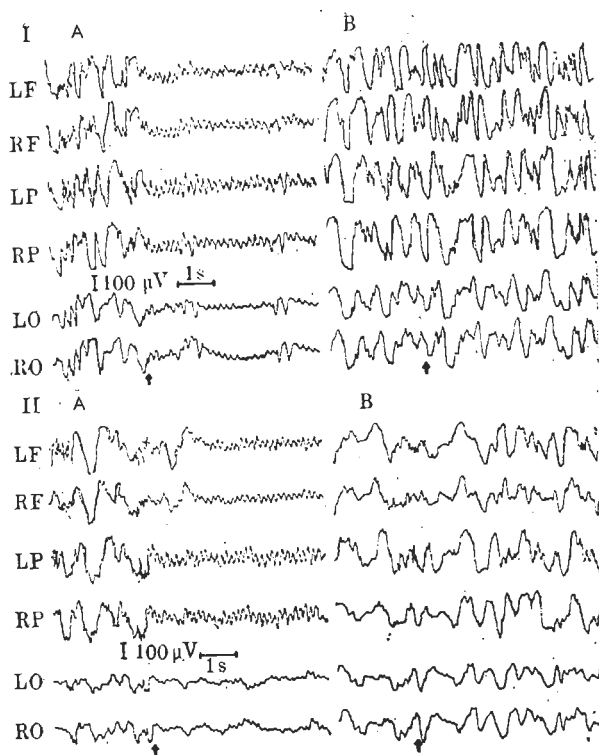 I A B
LF
RF
LP
RP
I 100 μV 1s
LO
RO
II A B
LF
RF
LP
RP
I 100 μV 1s
LO
RO